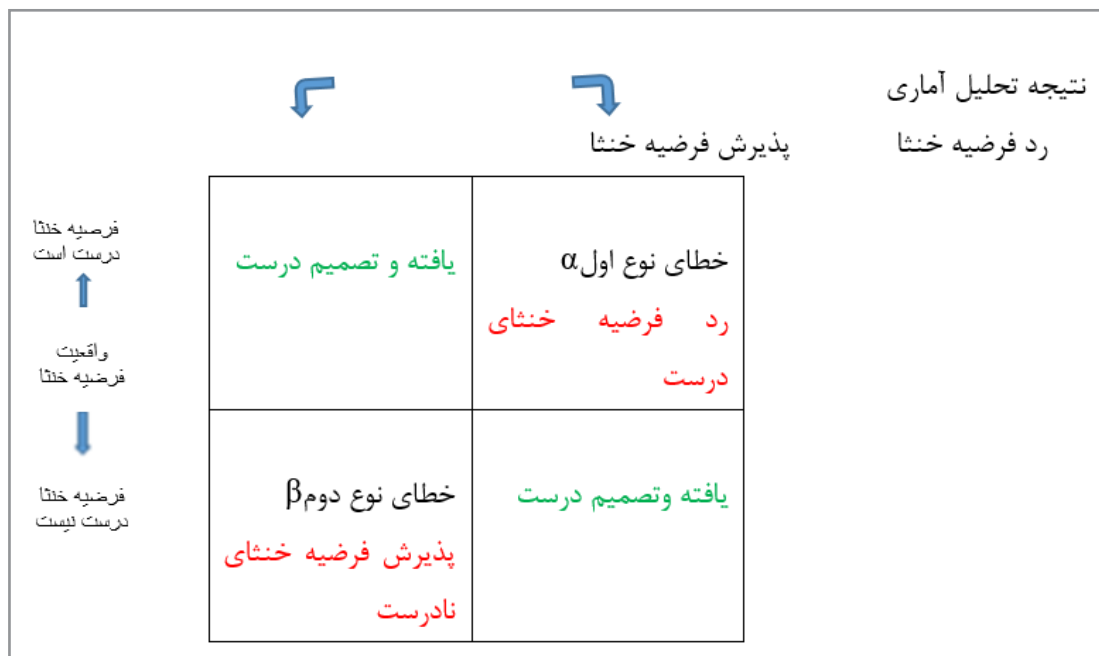 نتیجه تحلیل آماری
رد فرضیه خنثا
پذیرش فرضیه خنثا
خطای نوع اولα
رد فرضیه خنثای
درست
یافته و تصمیم درست
فرصیه خنثا
درست است
واقعیت
فرضیه خنثا
فرضیه خنثا
درست نیست
یافته وتصمیم درست
خطای نوع دومβ
پذیرش فرضیه خنثای
نادرست